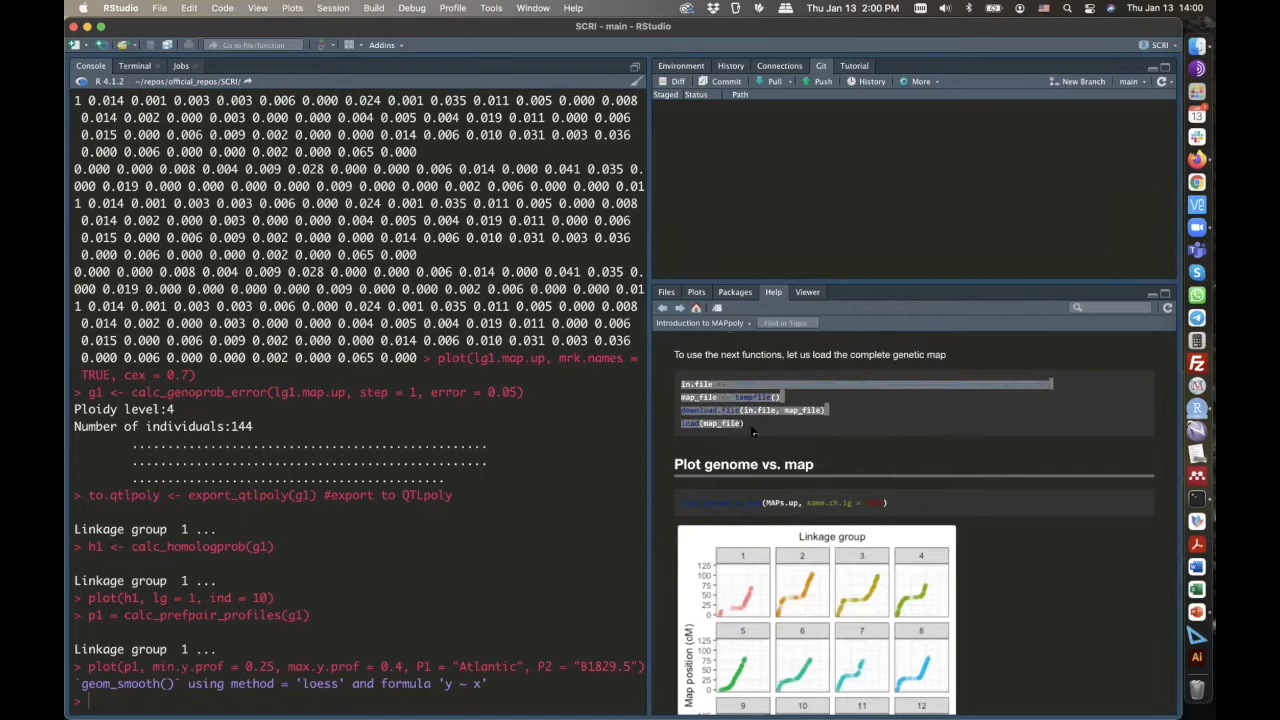 RStudio File Edit Code View Plots Session Build Debug Profile Tools Window Help Thu Jan 13 2:00 PM Thu Jan 13 14:00
SCRI - main - RStudio
Go to file/function Addins SCRI
Console Terminal Jobs
R 4.1.2 · ~/repos/official_repos/SCRI/
1 0.014 0.001 0.003 0.003 0.006 0.000 0.024 0.001 0.035 0.011 0.005 0.000 0.008
0.014 0.002 0.000 0.003 0.000 0.004 0.005 0.004 0.019 0.011 0.000 0.006
0.015 0.000 0.006 0.009 0.002 0.000 0.000 0.014 0.006 0.019 0.031 0.003 0.036
0.000 0.006 0.000 0.000 0.002 0.000 0.065 0.000
0.000 0.000 0.008 0.004 0.009 0.028 0.000 0.000 0.006 0.014 0.000 0.041 0.035 0.
000 0.019 0.000 0.000 0.000 0.000 0.009 0.000 0.000 0.002 0.006 0.000 0.000 0.01
1 0.014 0.001 0.003 0.003 0.006 0.000 0.024 0.001 0.035 0.011 0.005 0.000 0.008
0.014 0.002 0.000 0.003 0.000 0.004 0.005 0.004 0.019 0.011 0.000 0.006
0.015 0.000 0.006 0.009 0.002 0.000 0.000 0.014 0.006 0.019 0.031 0.003 0.036
0.000 0.006 0.000 0.000 0.002 0.000 0.065 0.000
0.000 0.000 0.008 0.004 0.009 0.028 0.000 0.000 0.006 0.014 0.000 0.041 0.035 0.
000 0.019 0.000 0.000 0.000 0.000 0.009 0.000 0.000 0.002 0.006 0.000 0.000 0.01
1 0.014 0.001 0.003 0.003 0.006 0.000 0.024 0.001 0.035 0.011 0.005 0.000 0.008
0.014 0.002 0.000 0.003 0.000 0.004 0.005 0.004 0.019 0.011 0.000 0.006
0.015 0.000 0.006 0.009 0.002 0.000 0.000 0.014 0.006 0.019 0.031 0.003 0.036
0.000 0.006 0.000 0.000 0.002 0.000 0.065 0.000 > plot(lg1.map.up, mrk.names =
TRUE, cex = 0.7)
> g1 <- calc_genoprob_error(lg1.map.up, step = 1, error = 0.05)
Ploidy level:4
Number of individuals:144
..................................................
..................................................
............................................
> to.qtlpoly <- export_qtlpoly(g1) #export to QTLpoly
Linkage group 1 ...
> h1 <- calc_homologprob(g1)
Linkage group 1 ...
> plot(h1, lg = 1, ind = 10)
> p1 = calc_prefpair_profiles(g1)
Linkage group 1 ...
> plot(p1, min.y.prof = 0.25, max.y.prof = 0.4, P1 = "Atlantic", P2 = "B1829.5")
`geom_smooth()` using method = 'loess' and formula 'y ~ x'
>
Environment History Connections Git Tutorial
Diff Commit Pull Push History More New Branch main
Staged Status Path
Files Plots Packages Help Viewer
Introduction to MAPpoly Find in Topic
To use the next functions, let us load the complete genetic map
in.file <-
map_file <- tempfile()
download.file(in.file, map_file)
load(map_file)
Plot genome vs. map
(MAPs.up, same.ch.lg =
Linkage group
1 2 3 4
125
100
75
50
25
0
5 6 7 8
125
100
75
50
25
0
9 10 11 12
Map position (cM)